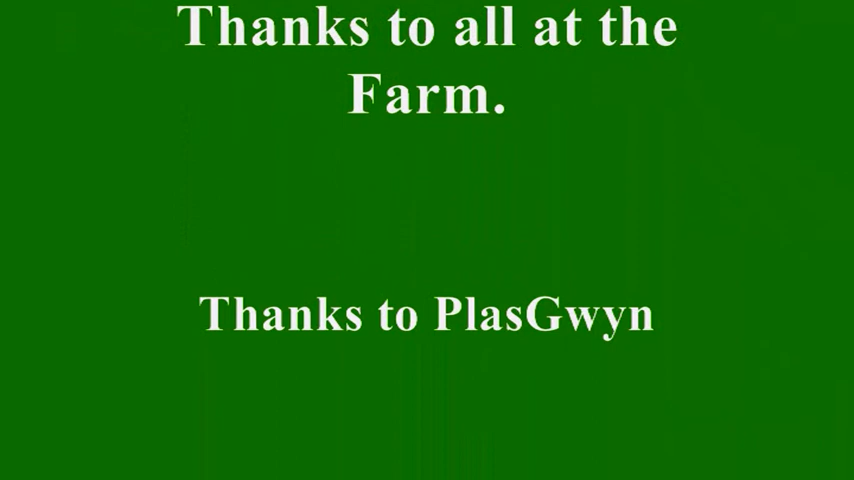 Thanks to all at the
Farm.
Thanks to PlasGwyn